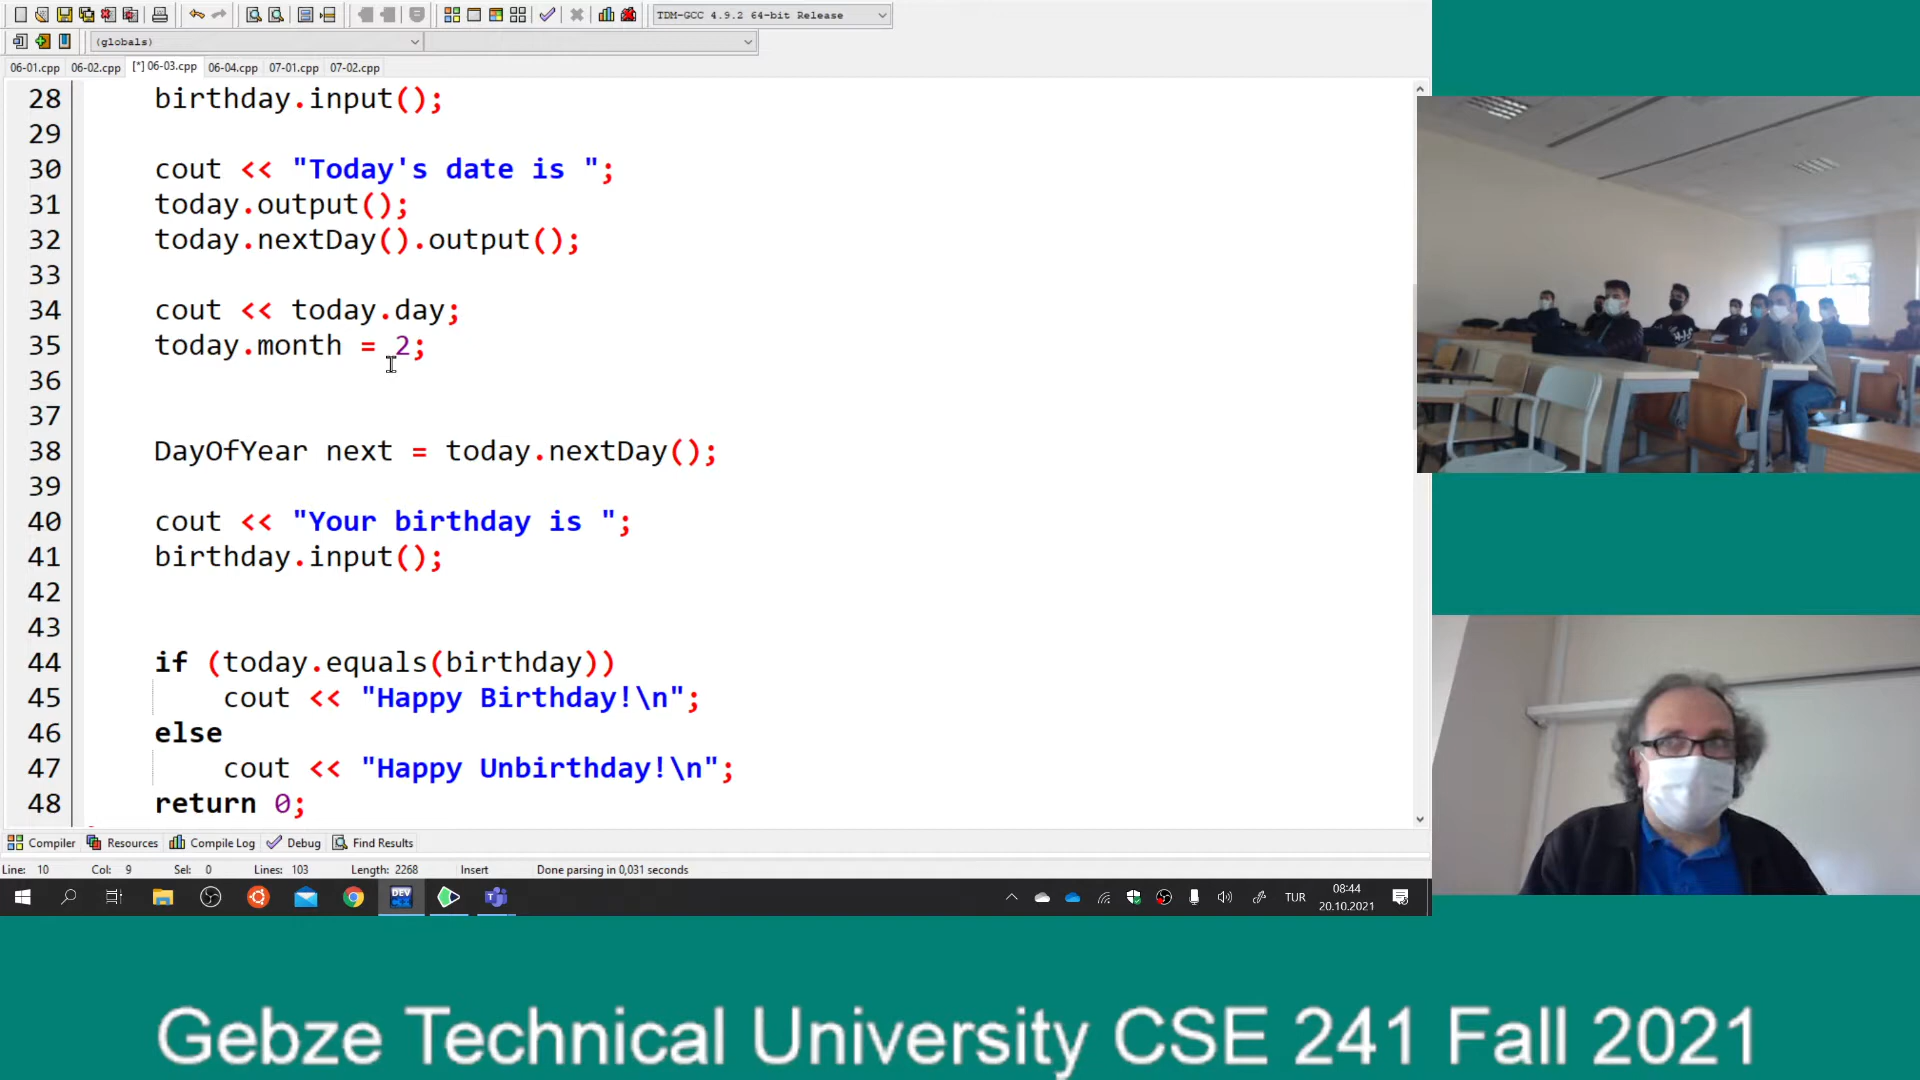 TDM-GCC 4.9.2 64-bit Release
(globals)
06-01.cpp 06-02.cpp [*] 06-03.cpp 06-04.cpp 07-01.cpp 07-02.cpp
28 birthday.input();
29
30 cout << "Today's date is ";
31 today.output();
32 today.nextDay().output();
33
34 cout << today.day;
35 today.month = 2;
36
37
38 DayOfYear next = today.nextDay();
39
40 cout << "Your birthday is ";
41 birthday.input();
42
43
44 if (today.equals(birthday))
45 cout << "Happy Birthday!\n";
46 else
47 cout << "Happy Unbirthday!\n";
48 return 0;
Compiler Resources Compile Log Debug Find Results
Line: 10 Col: 9 Sel: 0 Lines: 103 Length: 2268 Insert Done parsing in 0,031 seconds
DEV
TUR
08:44
20.10.2021
Gebze Technical University CSE 241 Fall 2021